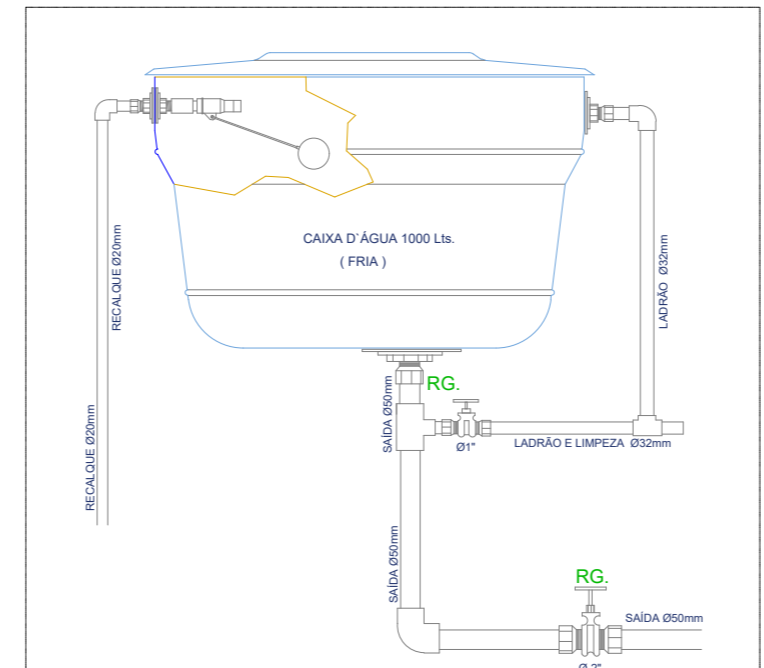 CAIXA D`ÁGUA 1000 Lts.
( FRIA )
RECALQUE Ø20mm
LADRÃO Ø32mm
RG.
SAÍDA Ø50mm
RECALQUE Ø20mm
Ø1"
LADRÃO E LIMPEZA Ø32mm
SAÍDA Ø50mm
RG.
SAÍDA Ø50mm
Ø 2"